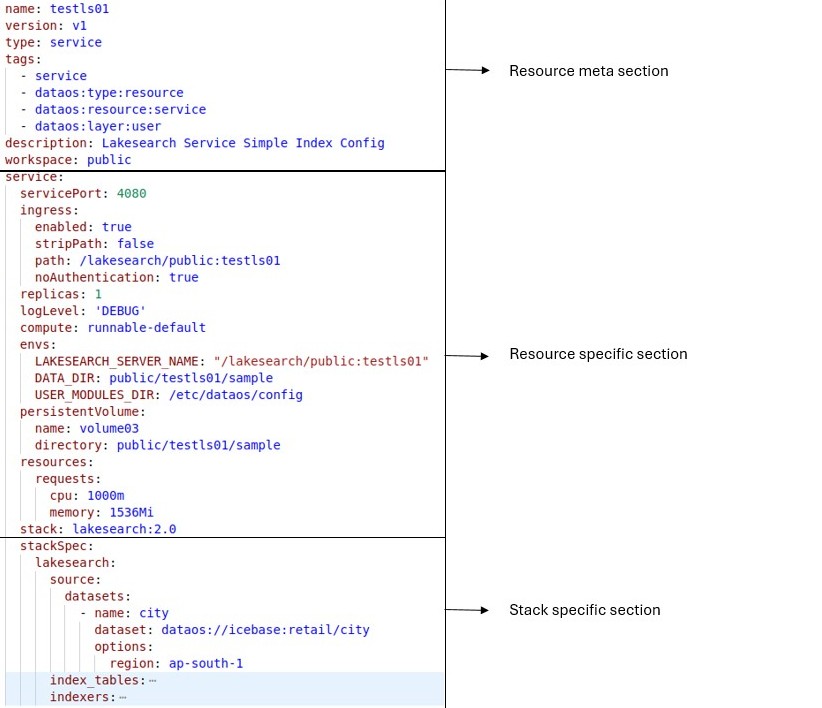 name: testls01
version: v1
type: service
tags:
  - service
  - dataos:type:resource
  - dataos:resource:service
  - dataos:layer:user
description: Lakesearch Service Simple Index Config
workspace: public
Resource meta section
service:
  servicePort: 4080
  ingress:
    enabled: true
    stripPath: false
    path: /lakesearch/public:testls01
    noAuthentication: true
  replicas: 1
  logLevel: 'DEBUG'
  compute: runnable-default
  envs:
    LAKESEARCH_SERVER_NAME: "/lakesearch/public:testls01"
    DATA_DIR: public/testls01/sample
    USER_MODULES_DIR: /etc/dataos/config
  persistentVolume:
    name: volume03
    directory: public/testls01/sample
  resources:
    requests:
      cpu: 1000m
      memory: 1536Mi
  stack: lakesearch:2.0
Resource specific section
  stackSpec:
    lakesearch:
      source:
        datasets:
          - name: city
            dataset: dataos://icebase:retail/city
            options:
              region: ap-south-1
      index_tables:⋯
      indexers:⋯
Stack specific section